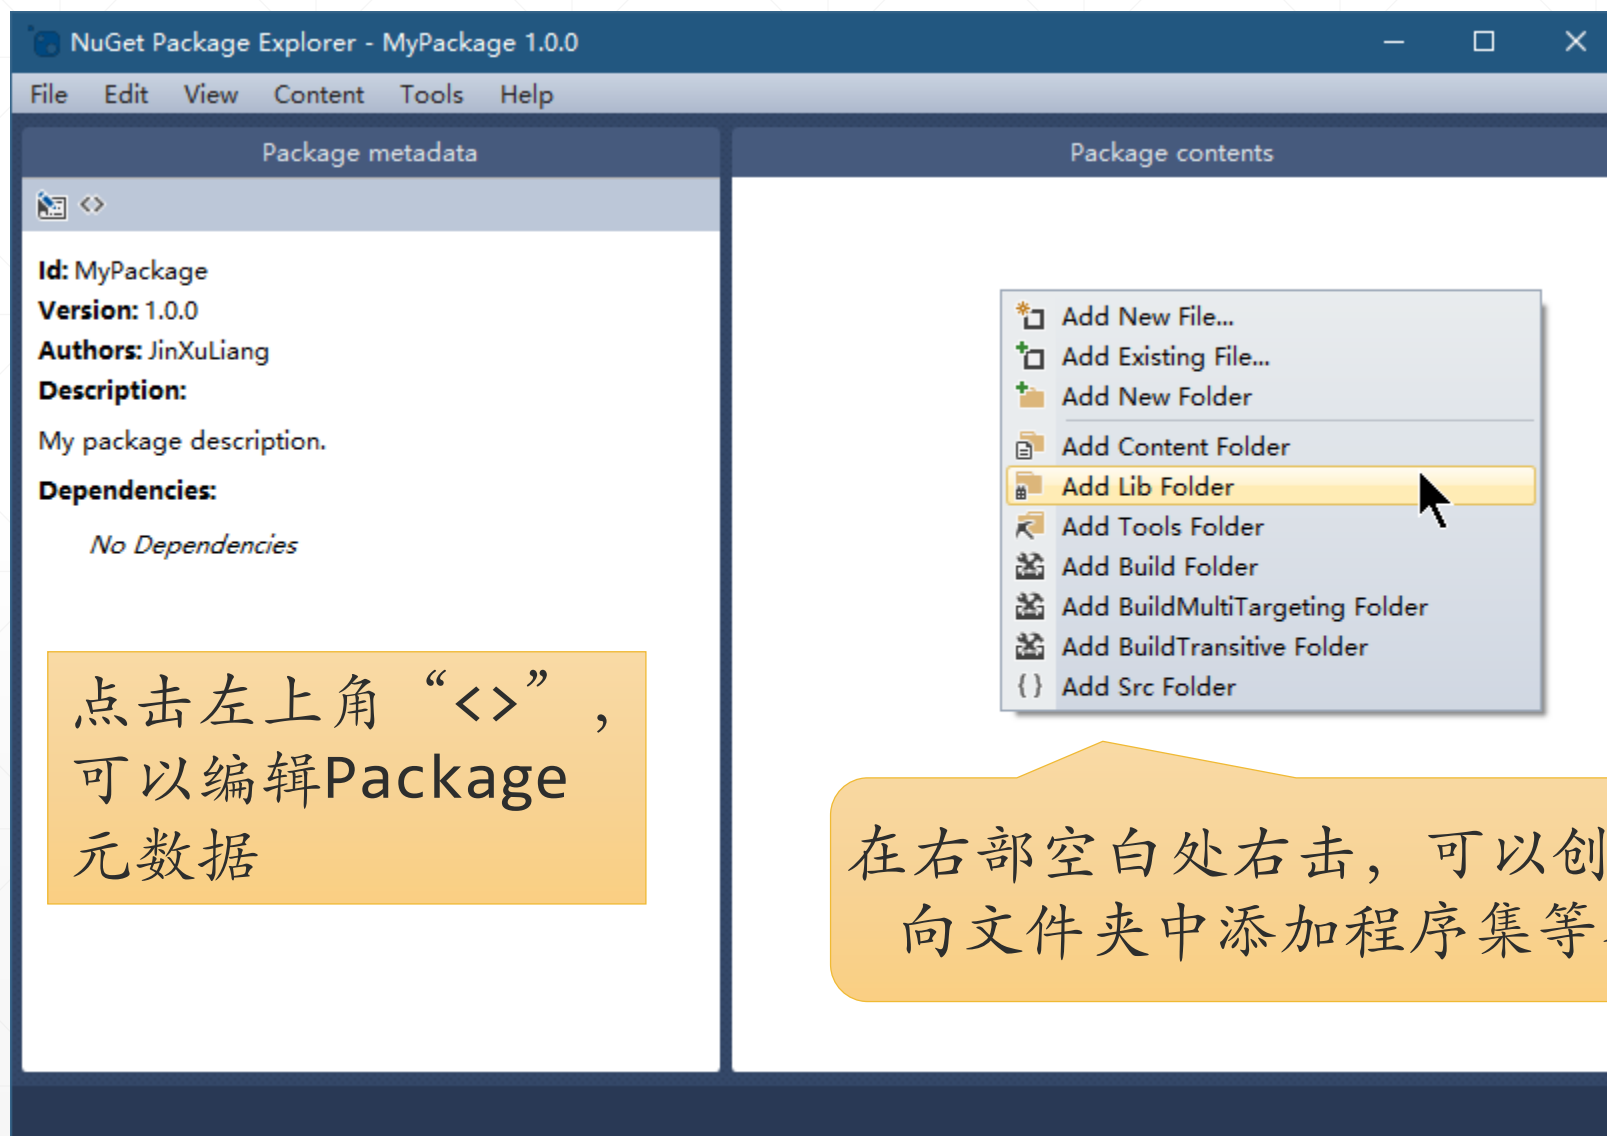 NuGet Package Explorer - MyPackage 1.0.0
File Edit View Content Tools Help
Package metadata
Package contents
<>
Id: MyPackage
Version: 1.0.0
Authors: JinXuLiang
Description:
My package description.
Dependencies:
No Dependencies
Add New File...
Add Existing File...
Add New Folder
Add Content Folder
Add Lib Folder
Add Tools Folder
Add Build Folder
Add BuildMultiTargeting Folder
Add BuildTransitive Folder
{} Add Src Folder
点击左上角“<>”,
可以编辑Package
元数据
在右部空白处右击，可以创
向文件夹中添加程序集等